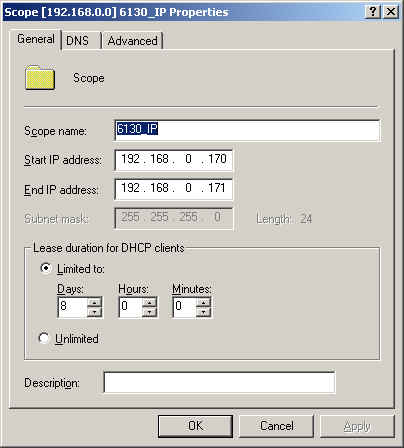 Scope [192.168.0.0] 6130_IP Properties
General DNS Advanced
Scope
Scope name: 6130_IP
Start IP address: 192 . 168 . 0 . 170
End IP address: 192 . 168 . 0 . 171
Subnet mask: 255 . 255 . 255 . 0 Length: 24
Lease duration for DHCP clients
Limited to:
Days: Hours: Minutes:
8 0 0
Unlimited
Description:
OK Cancel Apply